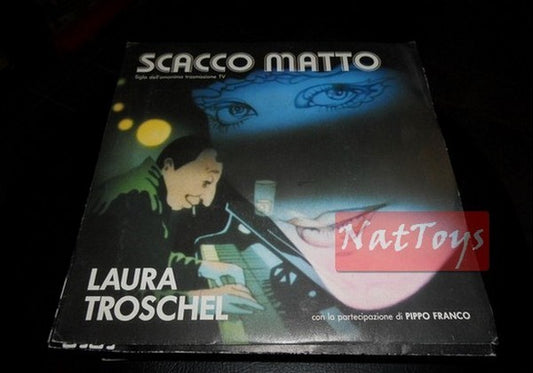 SCACCO MATTO
Sigla dell'omonima trasmissione TV
NatToys
LAURA
TROSCHEL
con la partecipazione di PIPPO FRANCO